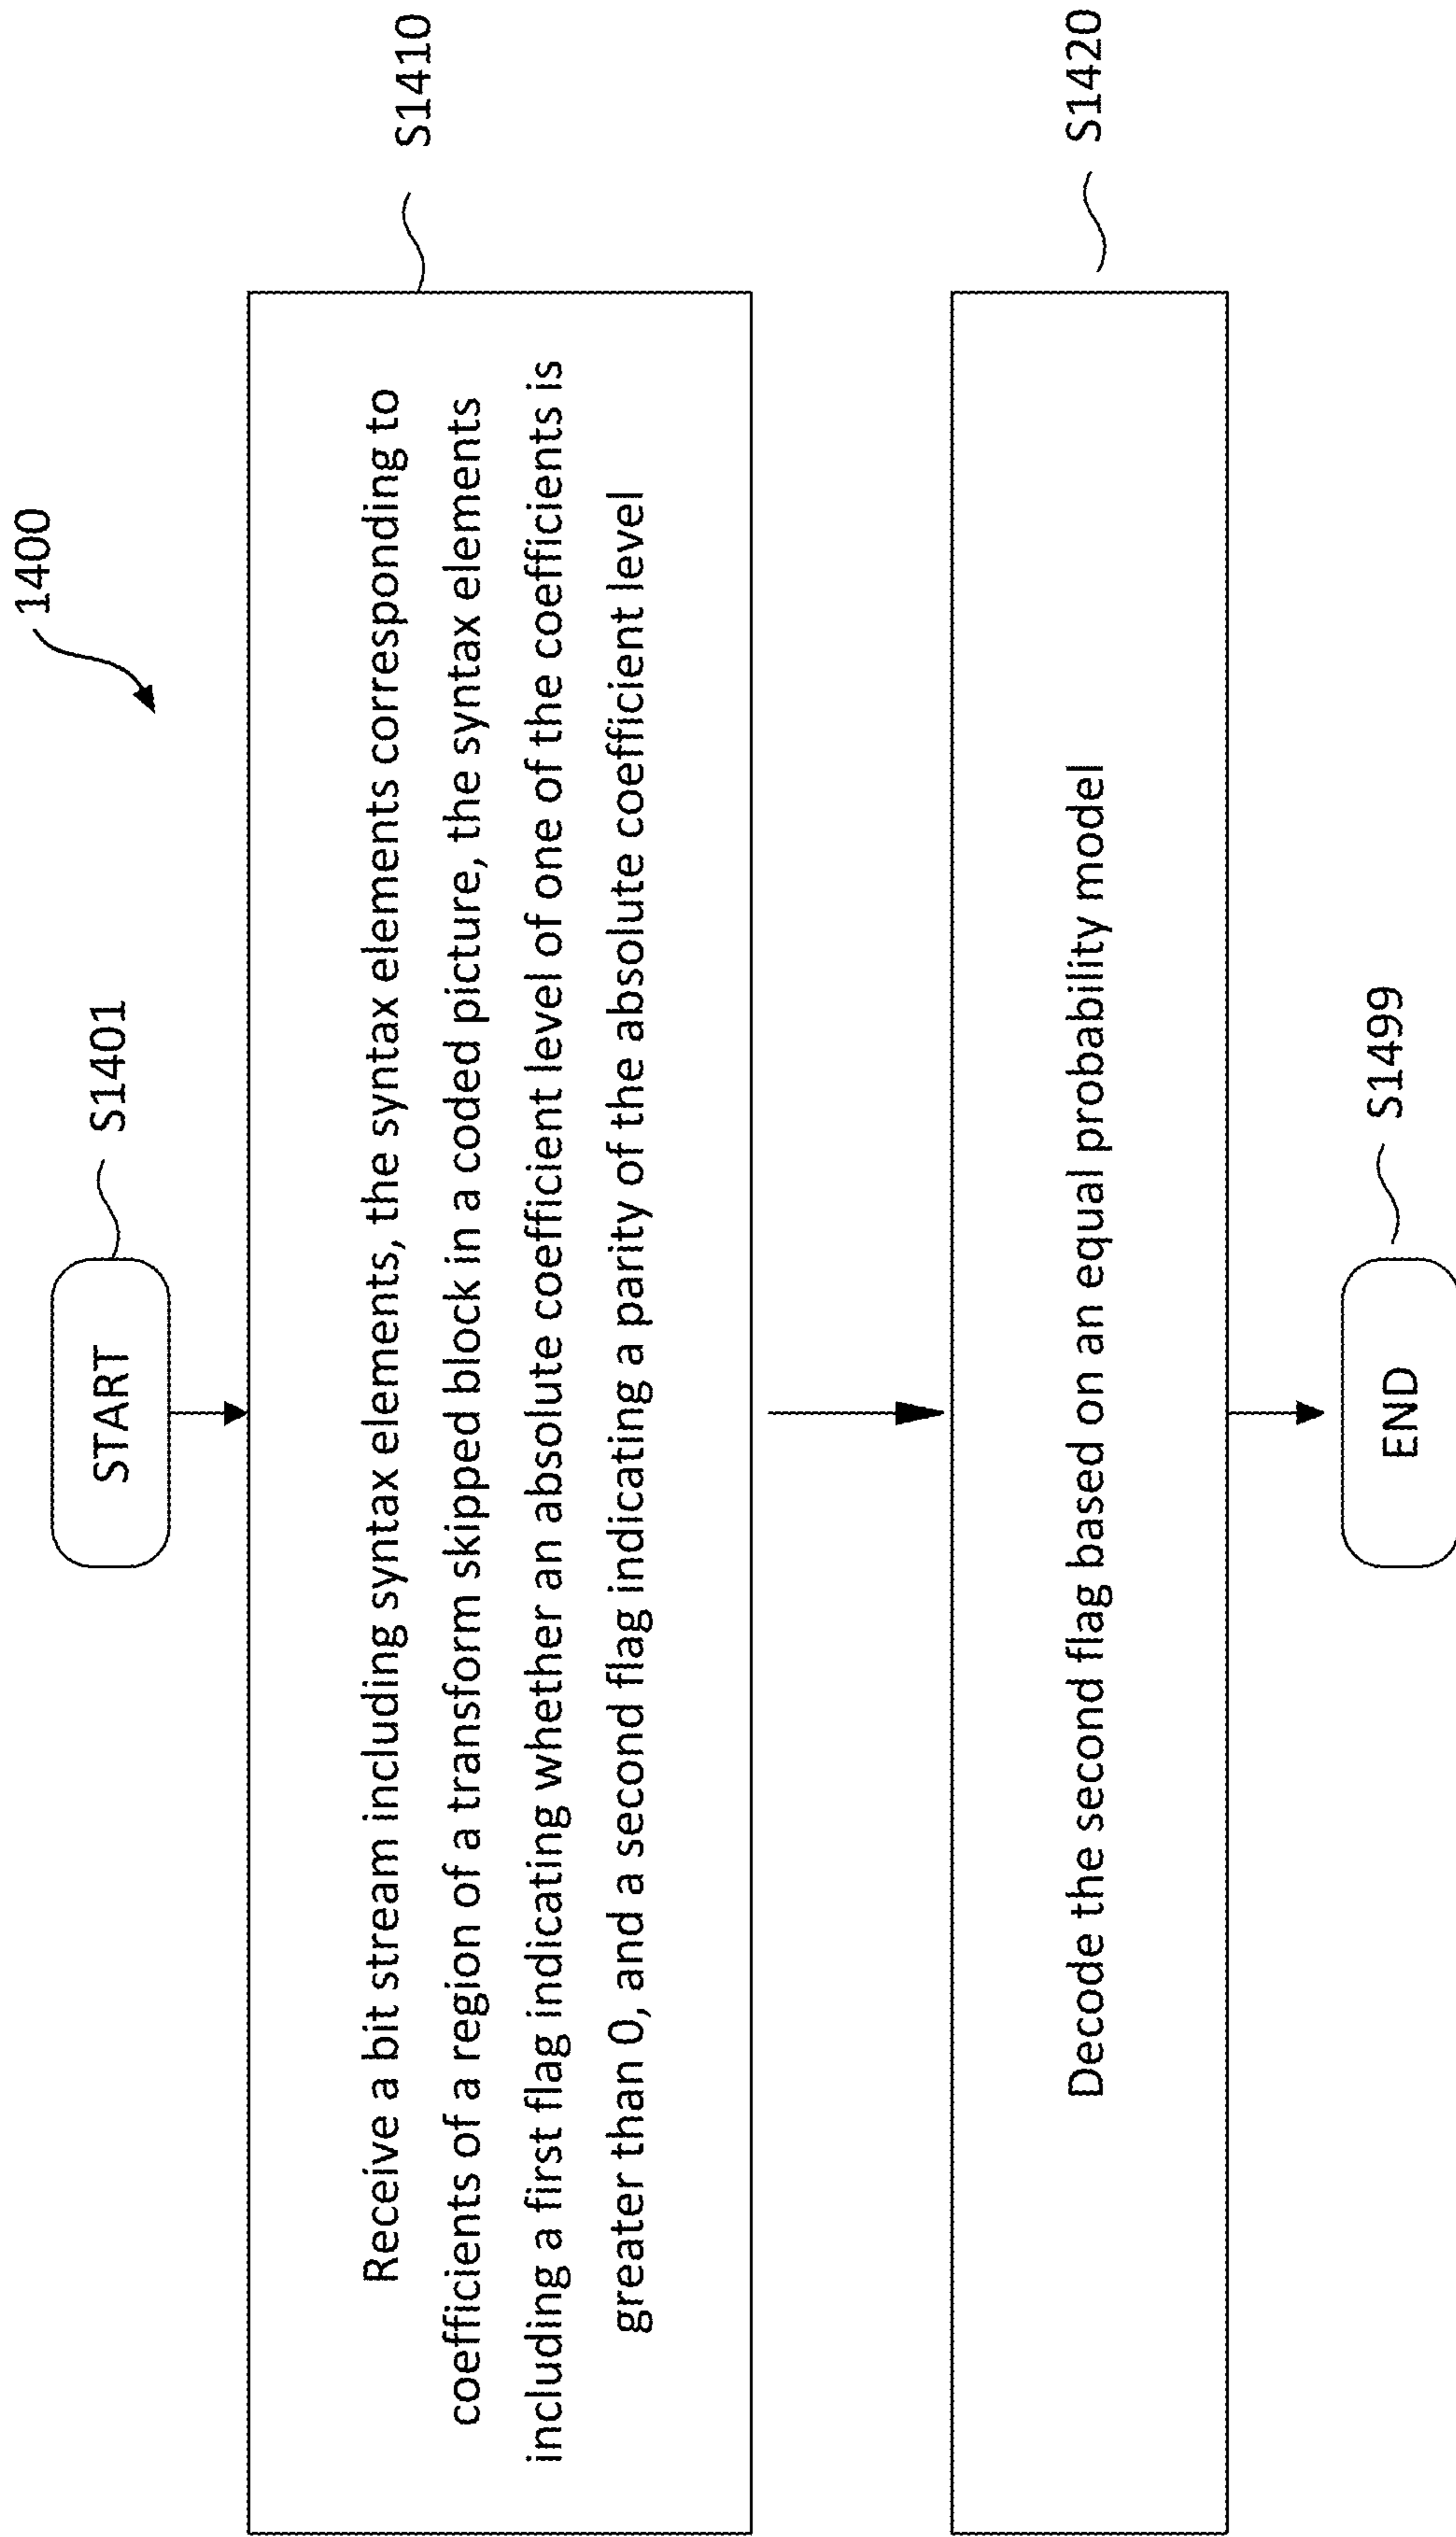 1400
START
S1401
Receive a bit stream including syntax elements, the syntax elements corresponding to
coefficients of a region of a transform skipped block in a coded picture, the syntax elements
including a first flag indicating whether an absolute coefficient level of one of the coefficients is
greater than 0, and a second flag indicating a parity of the absolute coefficient level
S1410
Decode the second flag based on an equal probability model
S1420
END
S1499